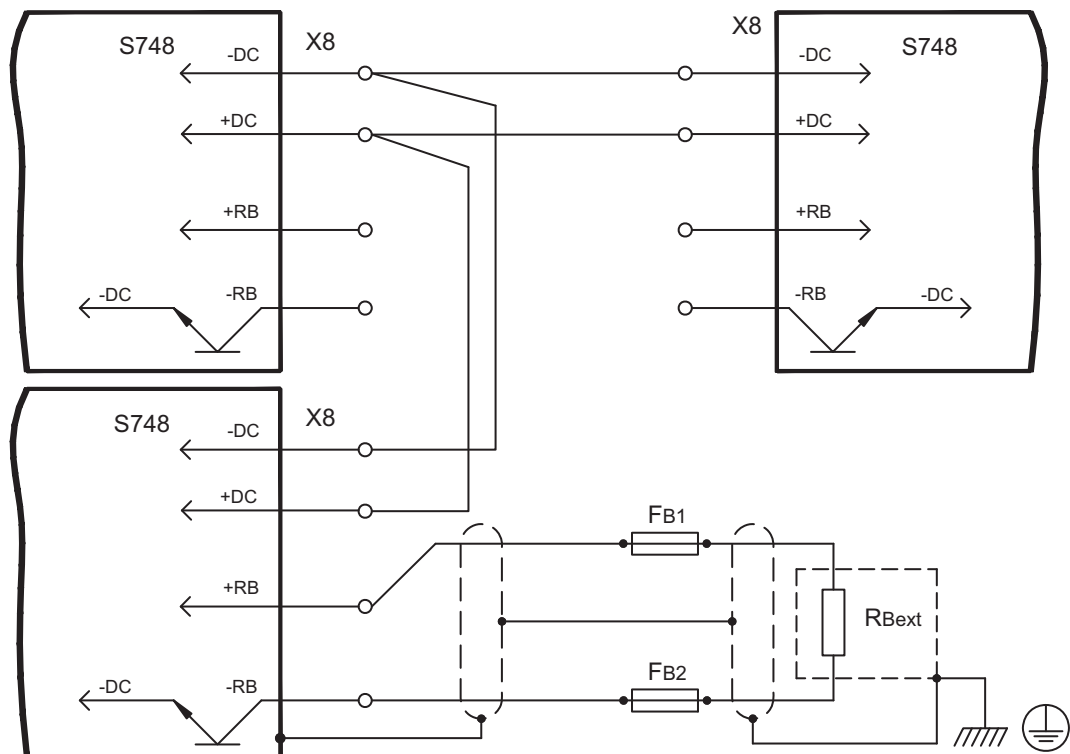 S748
X8
-DC
+DC
+RB
-DC
-RB
X8
S748
-DC
+DC
+RB
-RB
-DC
S748
X8
-DC
+DC
+RB
-DC
-RB
FB1
RBext
FB2